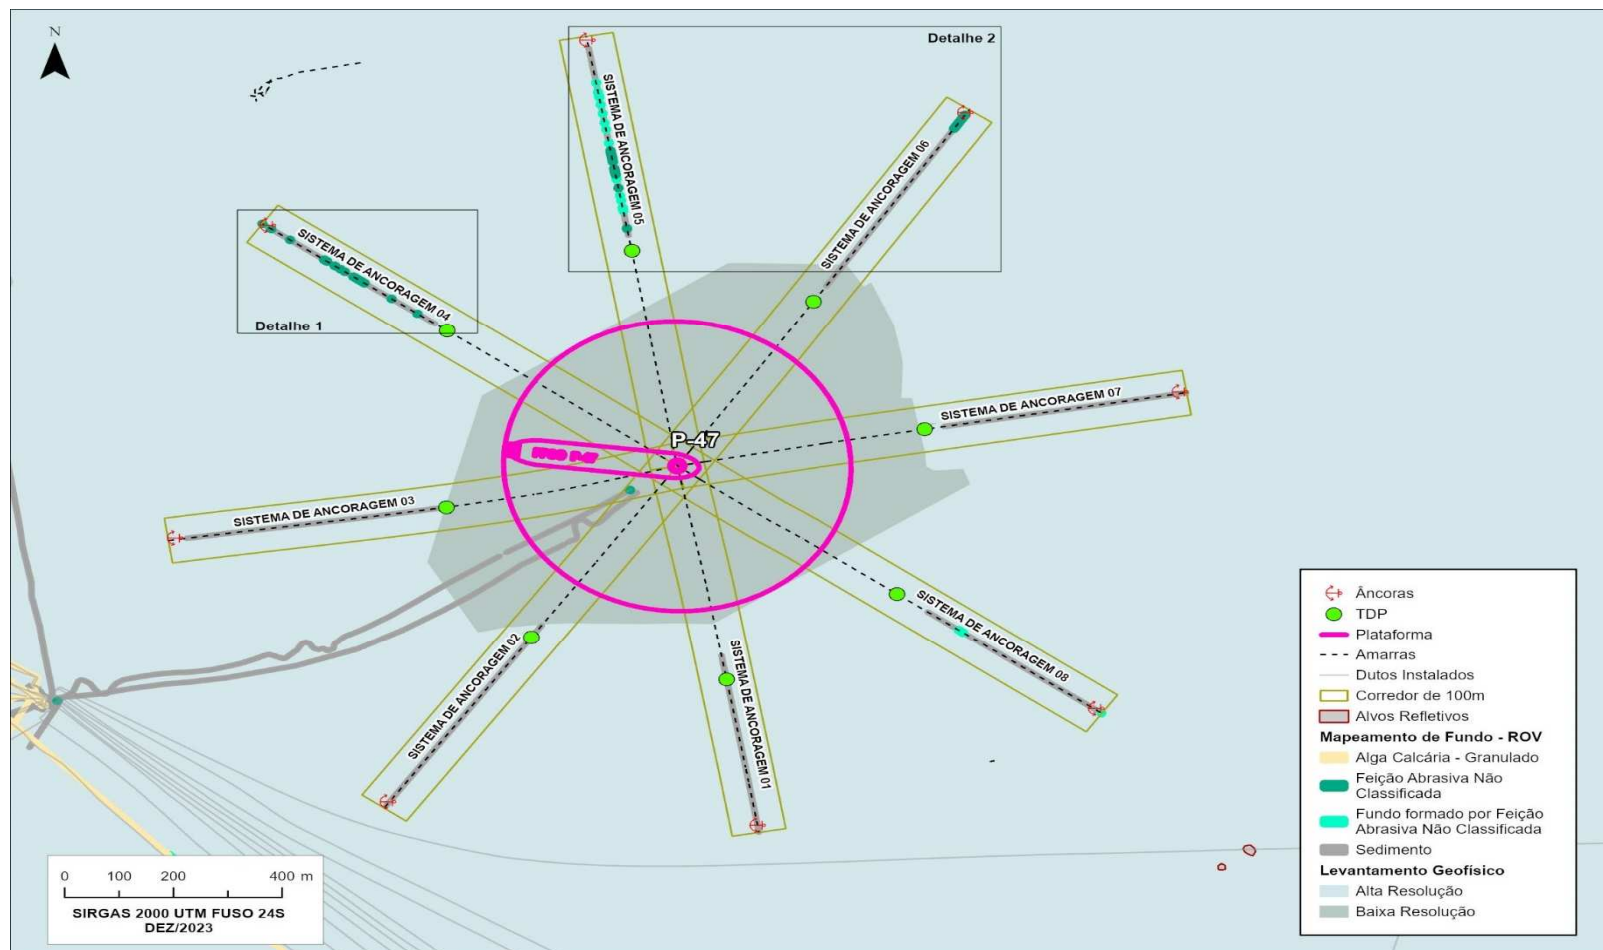 N
Detalhe 2
SISTEMA DE ANCORAGEM 05
SISTEMA DE ANCORAGEM 06
SISTEMA DE ANCORAGEM 04
Detalhe 1
SISTEMA DE ANCORAGEM 07
P-47
FPSO P-47
SISTEMA DE ANCORAGEM 03
SISTEMA DE ANCORAGEM 02
SISTEMA DE ANCORAGEM 01
SISTEMA DE ANCORAGEM 08
Âncoras
TDP
Plataforma
Amarras
Dutos Instalados
Corredor de 100m
Alvos Refletivos
Mapeamento de Fundo - ROV
Alga Calcária - Granulado
Feição Abrasiva Não
Classificada
Fundo formado por Feição
Abrasiva Não Classificada
Sedimento
Levantamento Geofísico
Alta Resolução
Baixa Resolução
0 100 200 400 m
SIRGAS 2000 UTM FUSO 24S
DEZ/2023